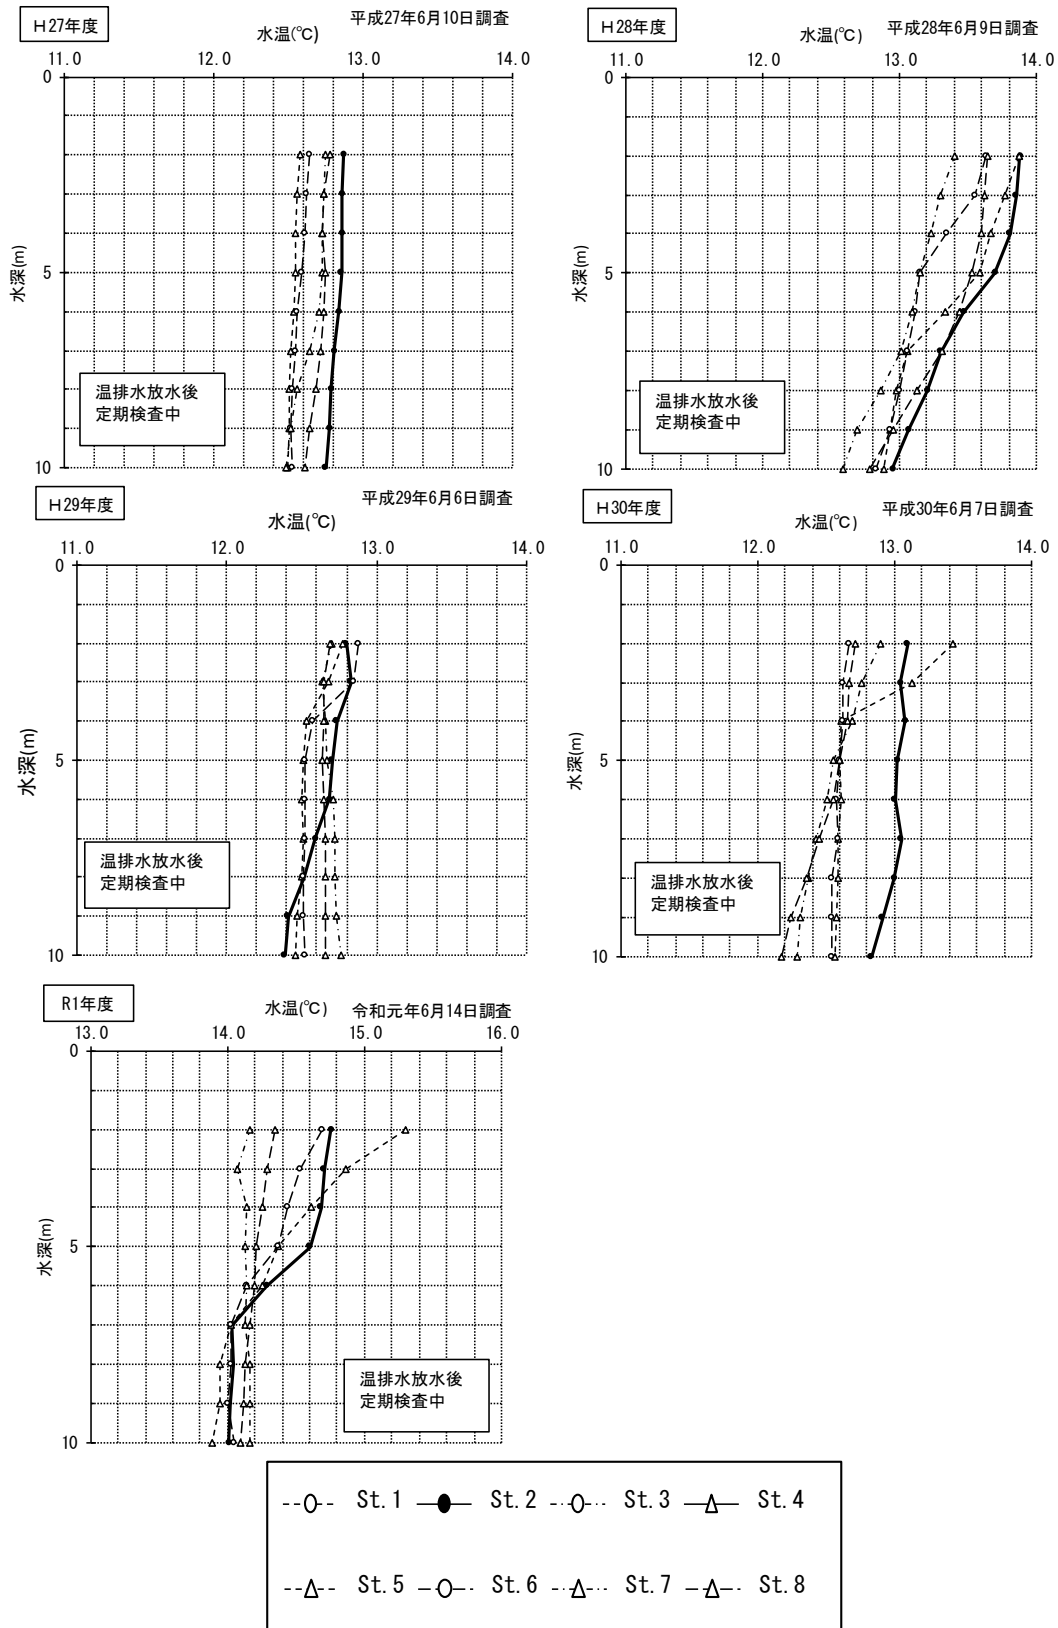 H27年度
水温(℃)
平成27年6月10日調査
11.0 12.0 13.0 14.0
0
5
10
水深(m)
温排水放水後
定期検査中
H28年度
水温(℃)
平成28年6月9日調査
11.0 12.0 13.0 14.0
0
5
10
水深(m)
温排水放水後
定期検査中
H29年度
水温(℃)
平成29年6月6日調査
11.0 12.0 13.0 14.0
0
5
10
水深(m)
温排水放水後
定期検査中
H30年度
水温(℃)
平成30年6月7日調査
11.0 12.0 13.0 14.0
0
5
10
水深(m)
温排水放水後
定期検査中
R1年度
水温(℃)
令和元年6月14日調査
13.0 14.0 15.0 16.0
0
5
10
水深(m)
温排水放水後
定期検査中
St.1 St.2 St.3 St.4
St.5 St.6 St.7 St.8